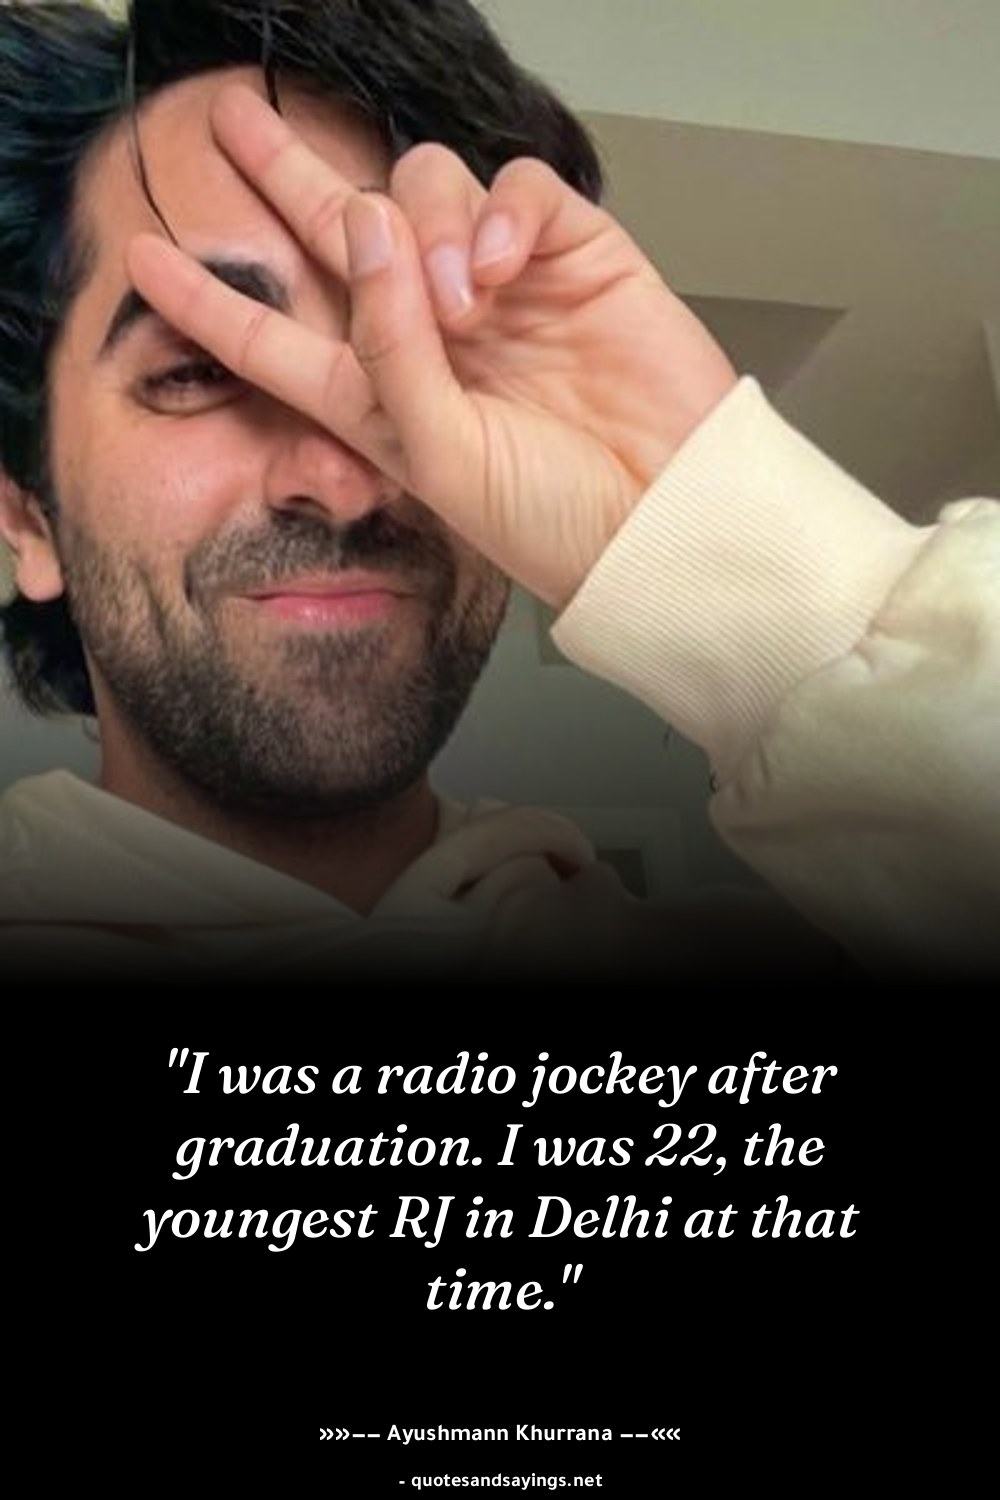 "I was a radio jockey after
graduation. I was 22, the
youngest RJ in Delhi at that
time."
»»–– Ayushmann Khurrana ––««
- quotesandsayings.net